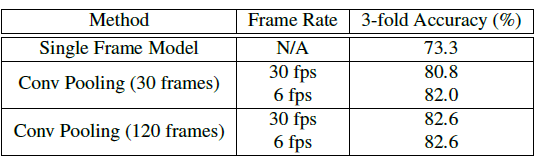 Method Frame Rate 3-fold Accuracy (%)
Single Frame Model N/A 73.3
Conv Pooling (30 frames) 30 fps 80.8
6 fps 82.0
Conv Pooling (120 frames) 30 fps 82.6
6 fps 82.6